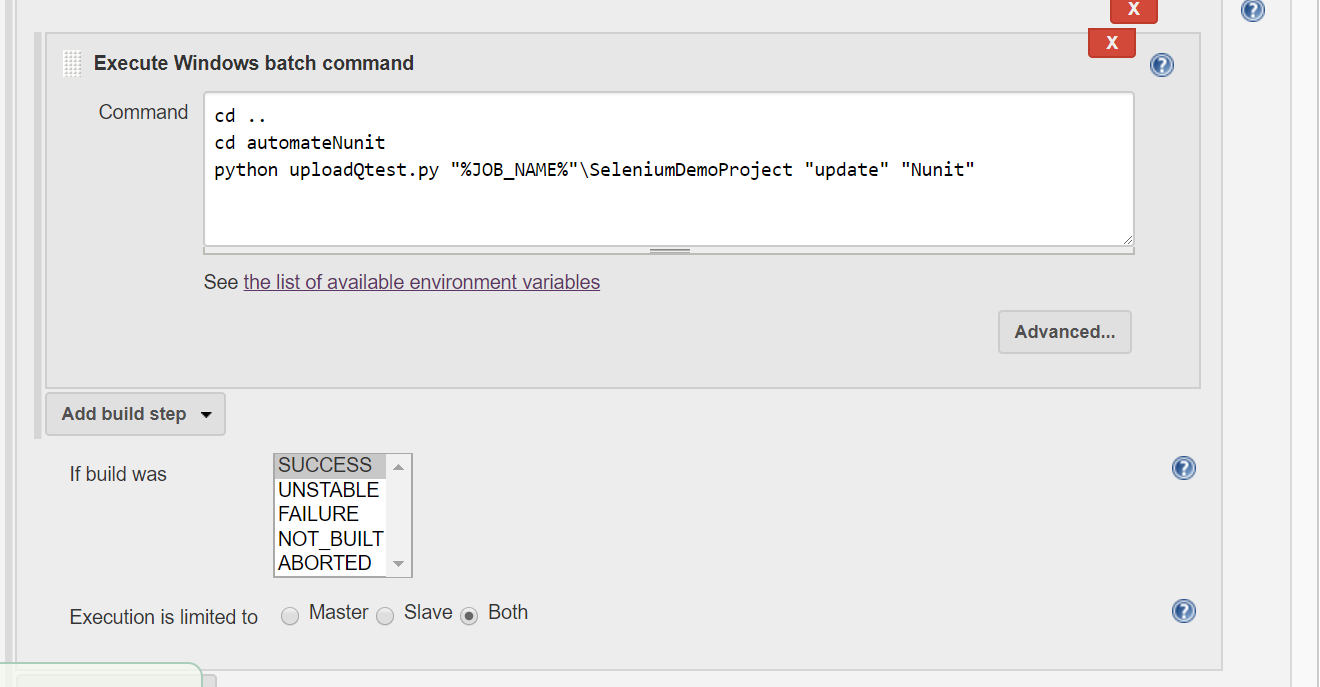 X
?
X
Execute Windows batch command
?
Command
cd ..
cd automateNunit
python uploadQtest.py "%JOB_NAME%"\SeleniumDemoProject "update" "Nunit"
See the list of available environment variables
Advanced...
Add build step
If build was
SUCCESS
UNSTABLE
FAILURE
NOT_BUILT
ABORTED
?
Execution is limited to
Master
Slave
Both
?